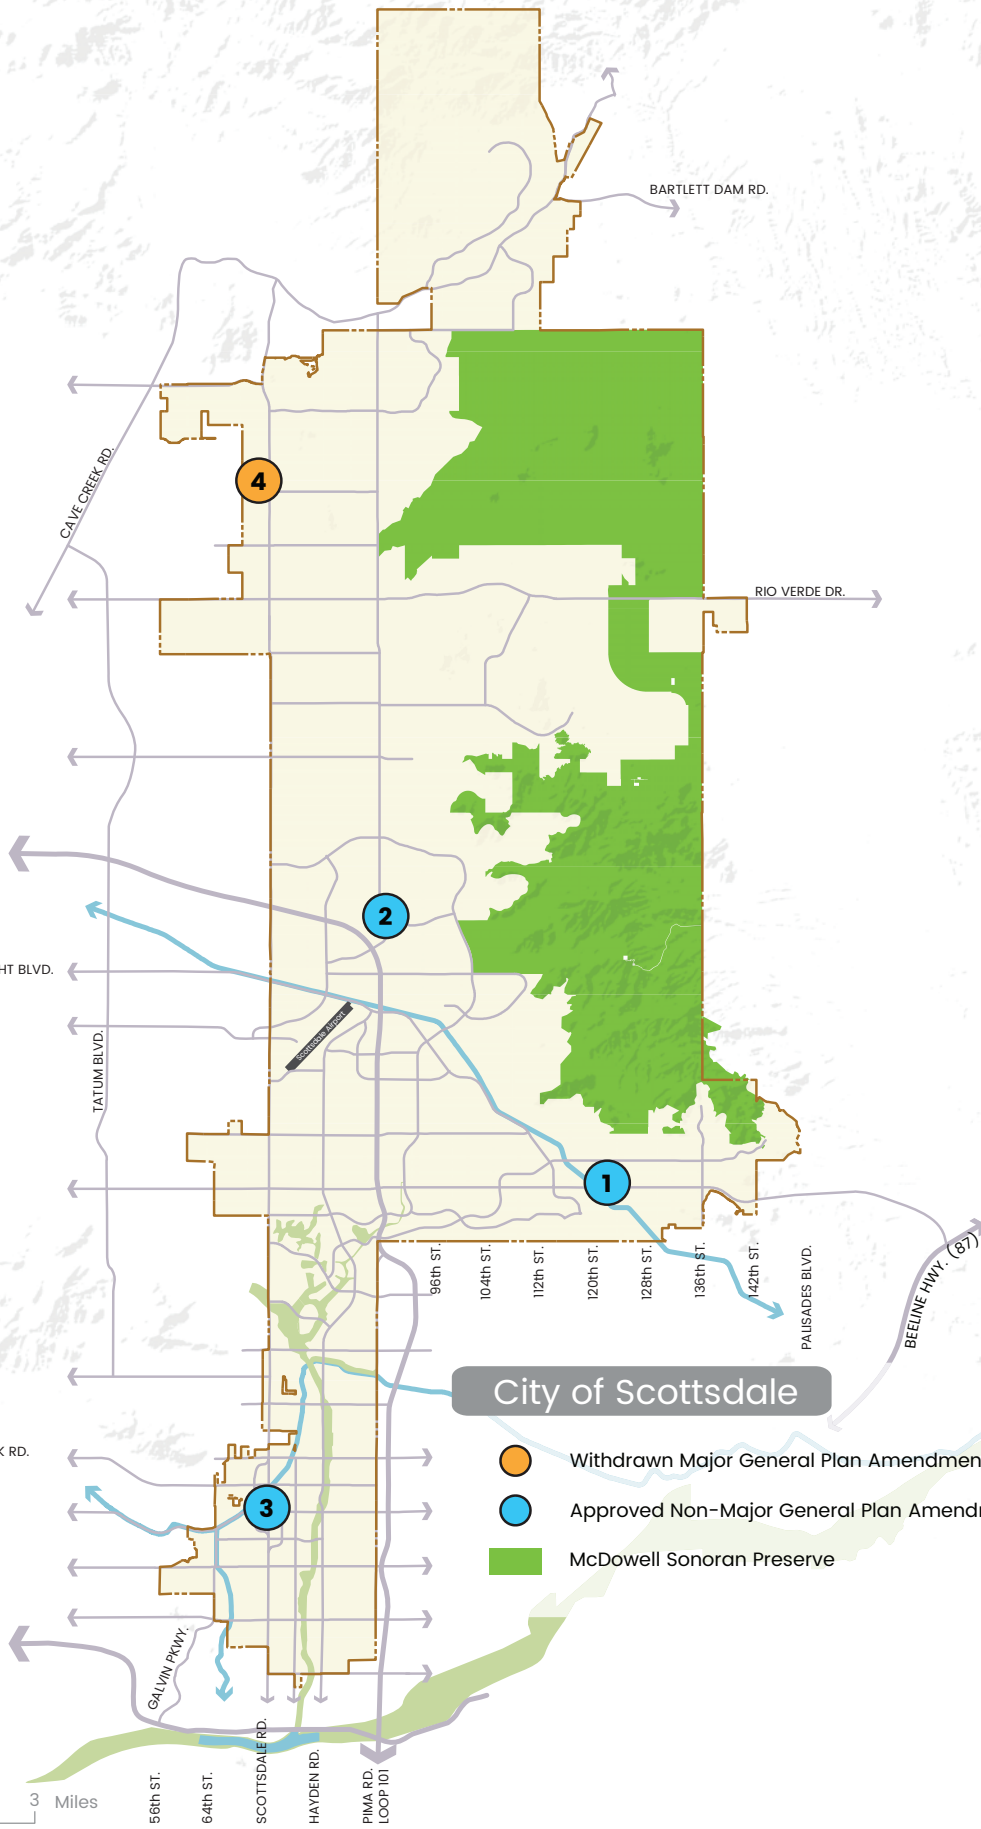 BARTLETT DAM RD.
CAVE CREEK RD.
4
RIO VERDE DR.
2
HT BLVD.
Scottsdale Airport
TATUM BLVD.
1
96th ST.
104th ST.
112th ST.
120th ST.
128th ST.
136th ST.
142th ST.
PALISADES BLVD.
BEELINE HWY. (87)
City of Scottsdale
K RD.
Withdrawn Major General Plan Amendmen
3
Approved Non-Major General Plan Amend
McDowell Sonoran Preserve
GALVIN PKWY.
56th ST.
64th ST.
SCOTTSDALE RD.
HAYDEN RD.
PIMA RD.
LOOP 101
3 Miles